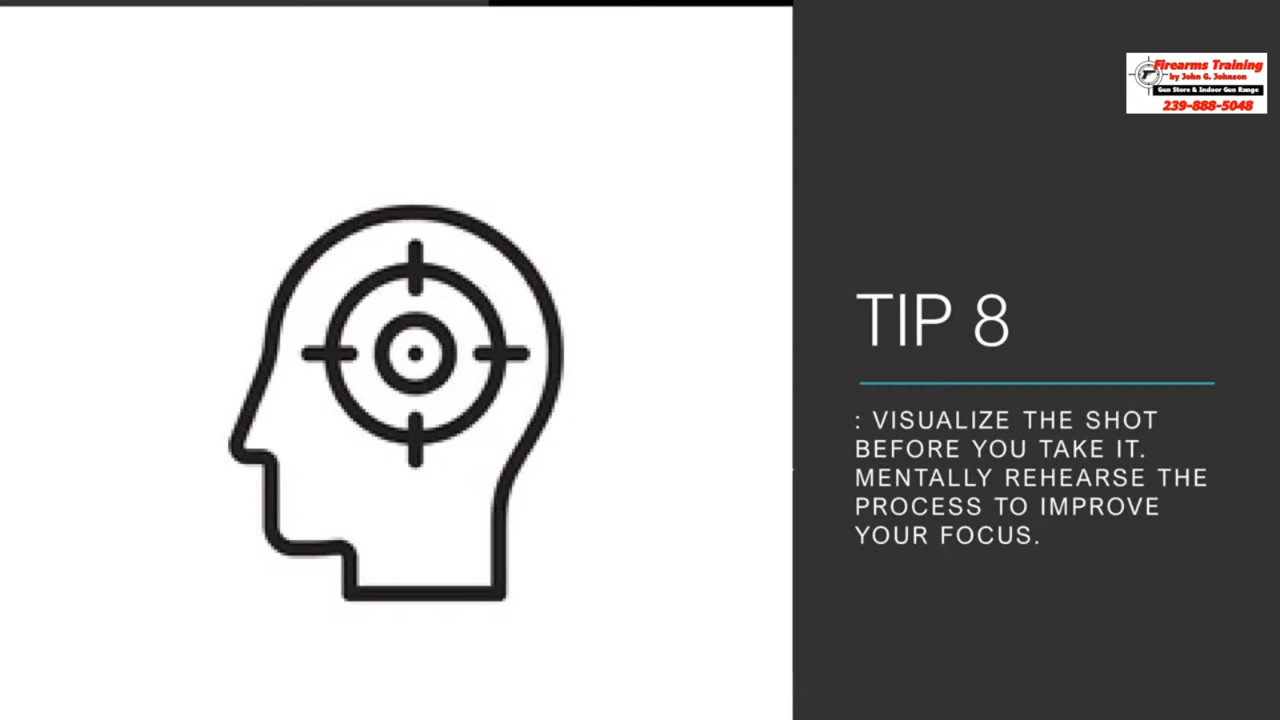 Firearms Training
by John G. Johnson
Gun Store & Indoor Gun Range
239-888-5048
TIP 8
: VISUALIZE THE SHOT
BEFORE YOU TAKE IT.
MENTALLY REHEARSE THE
PROCESS TO IMPROVE
YOUR FOCUS.